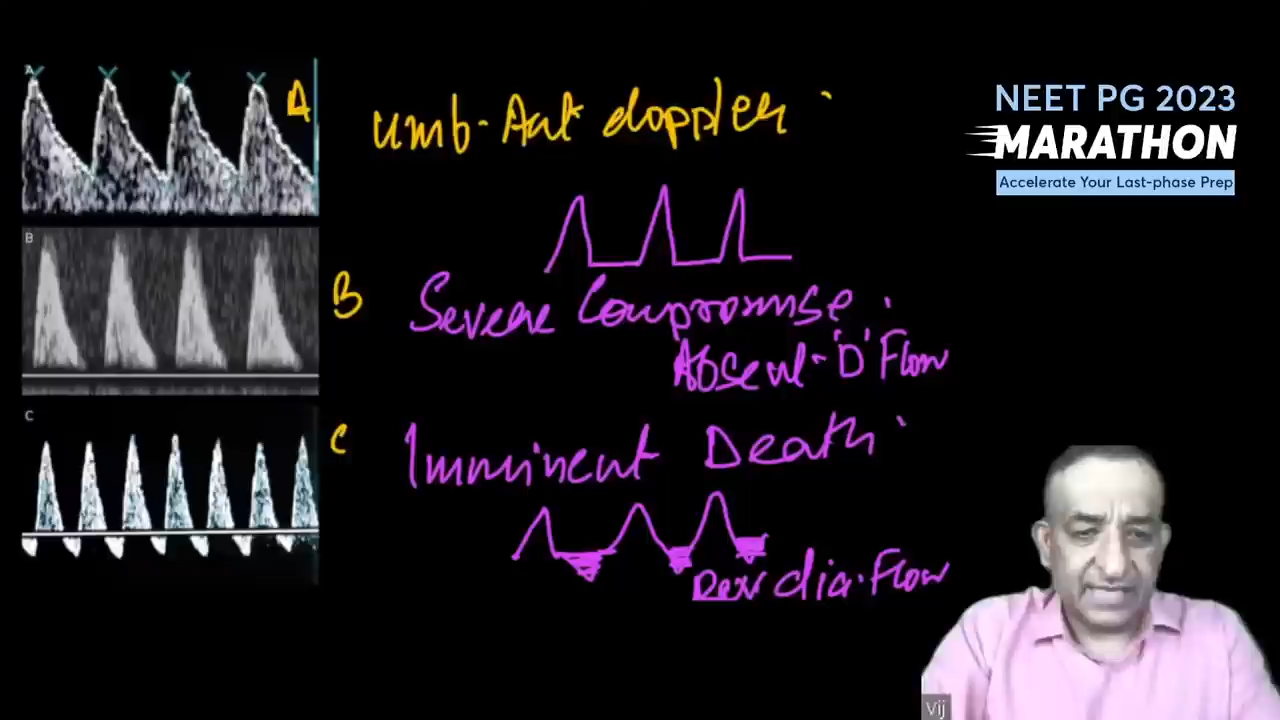 A
A
umb. Art doppler
NEET PG 2023
MARATHON
Accelerate Your Last-phase Prep
B
B
Severe Compromise.
Absent 'D' Flow
C
C
Imminent Death.
Rev dia. Flow
Vij